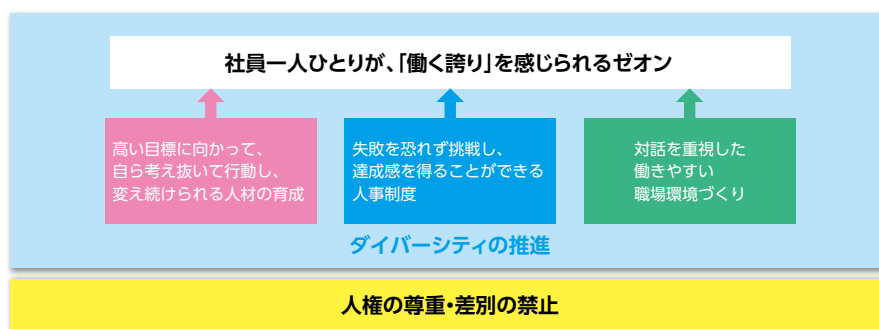 社員一人ひとりが、「働く誇り」を感じられるゼオン
高い目標に向かって、
自ら考え抜いて行動し、
変え続けられる人材の育成
失敗を恐れず挑戦し、
達成感を得ることができる
人事制度
対話を重視した
働きやすい
職場環境づくり
ダイバーシティの推進
人権の尊重・差別の禁止